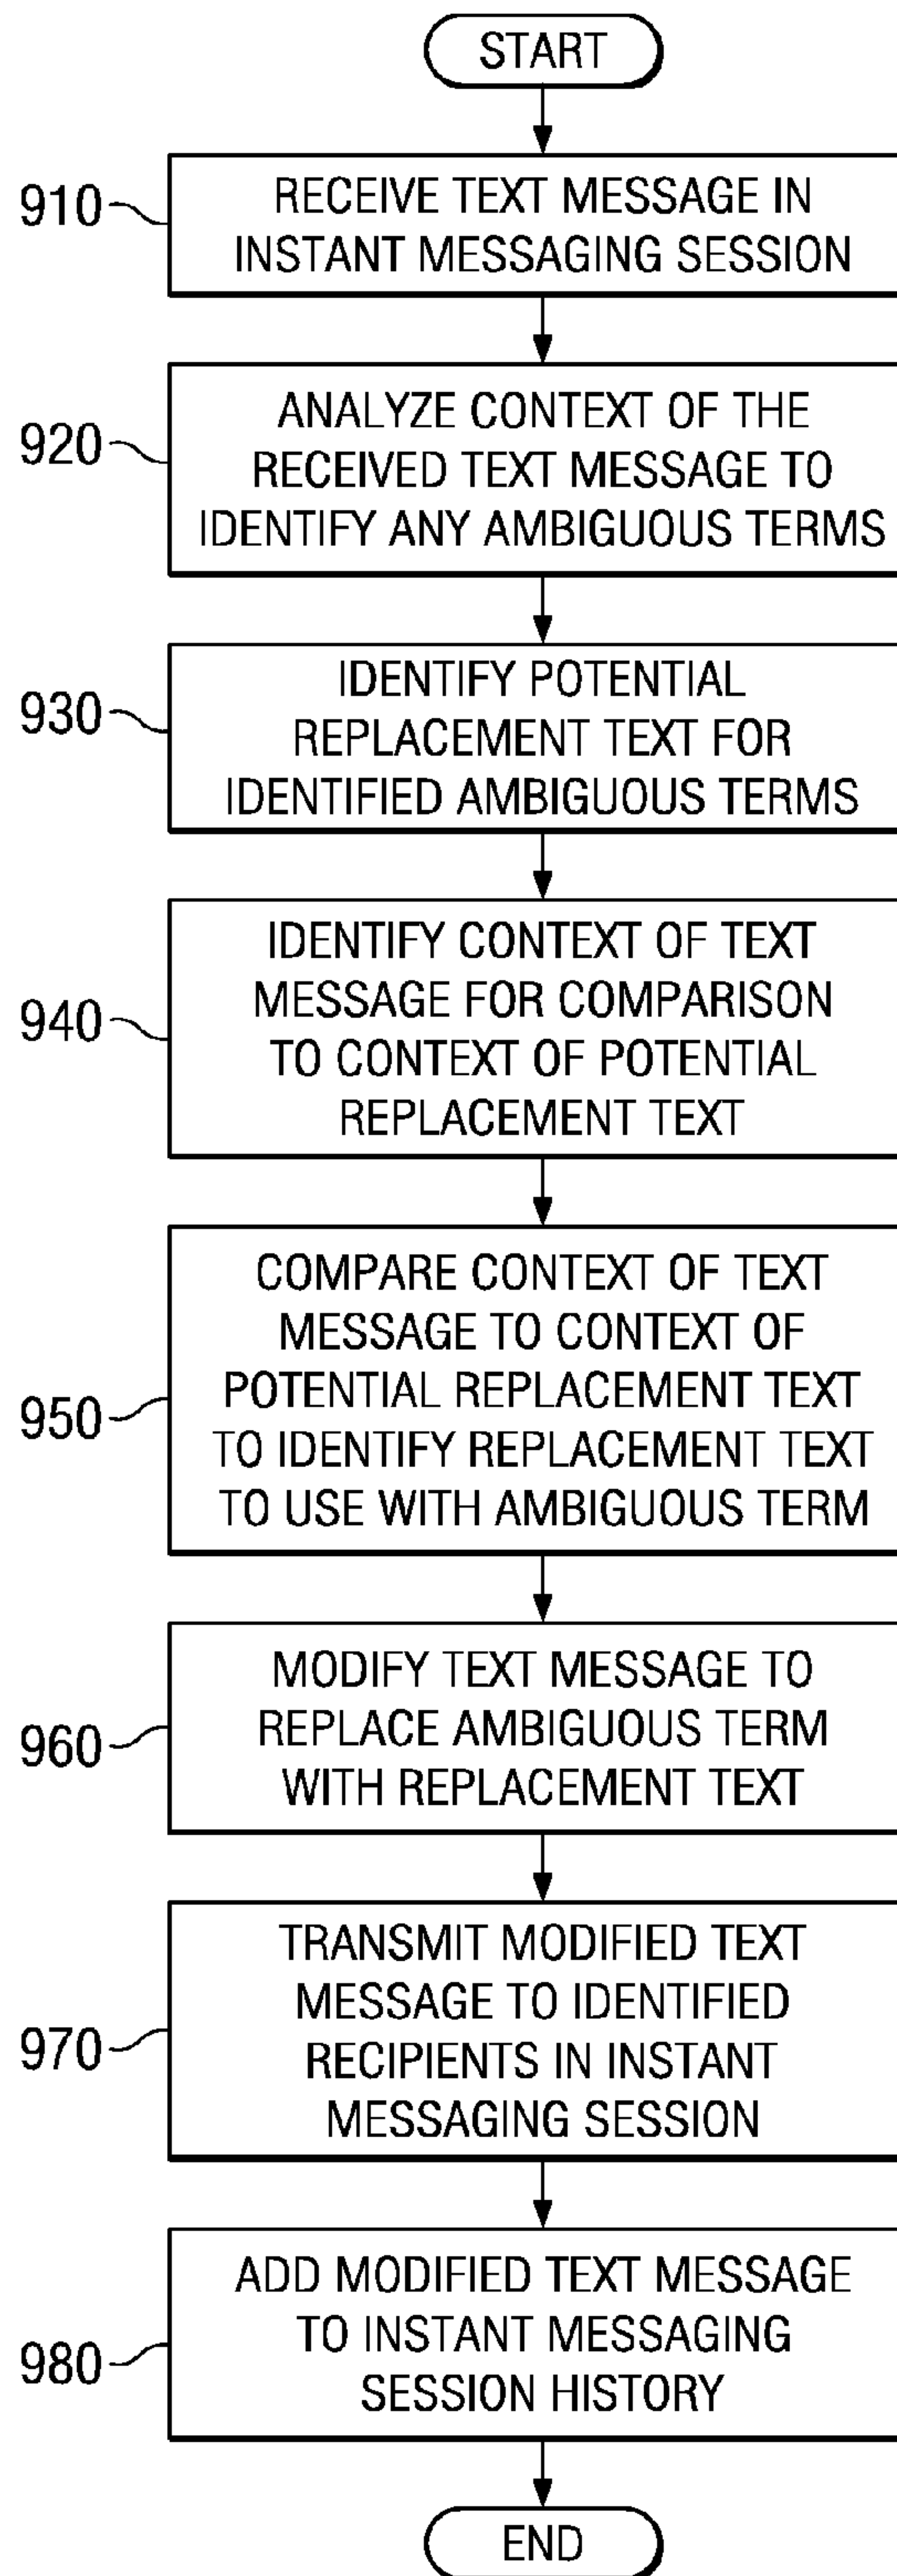 START
910
RECEIVE TEXT MESSAGE IN
INSTANT MESSAGING SESSION
920
ANALYZE CONTEXT OF THE
RECEIVED TEXT MESSAGE TO
IDENTIFY ANY AMBIGUOUS TERMS
930
IDENTIFY POTENTIAL
REPLACEMENT TEXT FOR
IDENTIFIED AMBIGUOUS TERMS
940
IDENTIFY CONTEXT OF TEXT
MESSAGE FOR COMPARISON
TO CONTEXT OF POTENTIAL
REPLACEMENT TEXT
950
COMPARE CONTEXT OF TEXT
MESSAGE TO CONTEXT OF
POTENTIAL REPLACEMENT TEXT
TO IDENTIFY REPLACEMENT TEXT
TO USE WITH AMBIGUOUS TERM
960
MODIFY TEXT MESSAGE TO
REPLACE AMBIGUOUS TERM
WITH REPLACEMENT TEXT
970
TRANSMIT MODIFIED TEXT
MESSAGE TO IDENTIFIED
RECIPIENTS IN INSTANT
MESSAGING SESSION
980
ADD MODIFIED TEXT MESSAGE
TO INSTANT MESSAGING
SESSION HISTORY
END